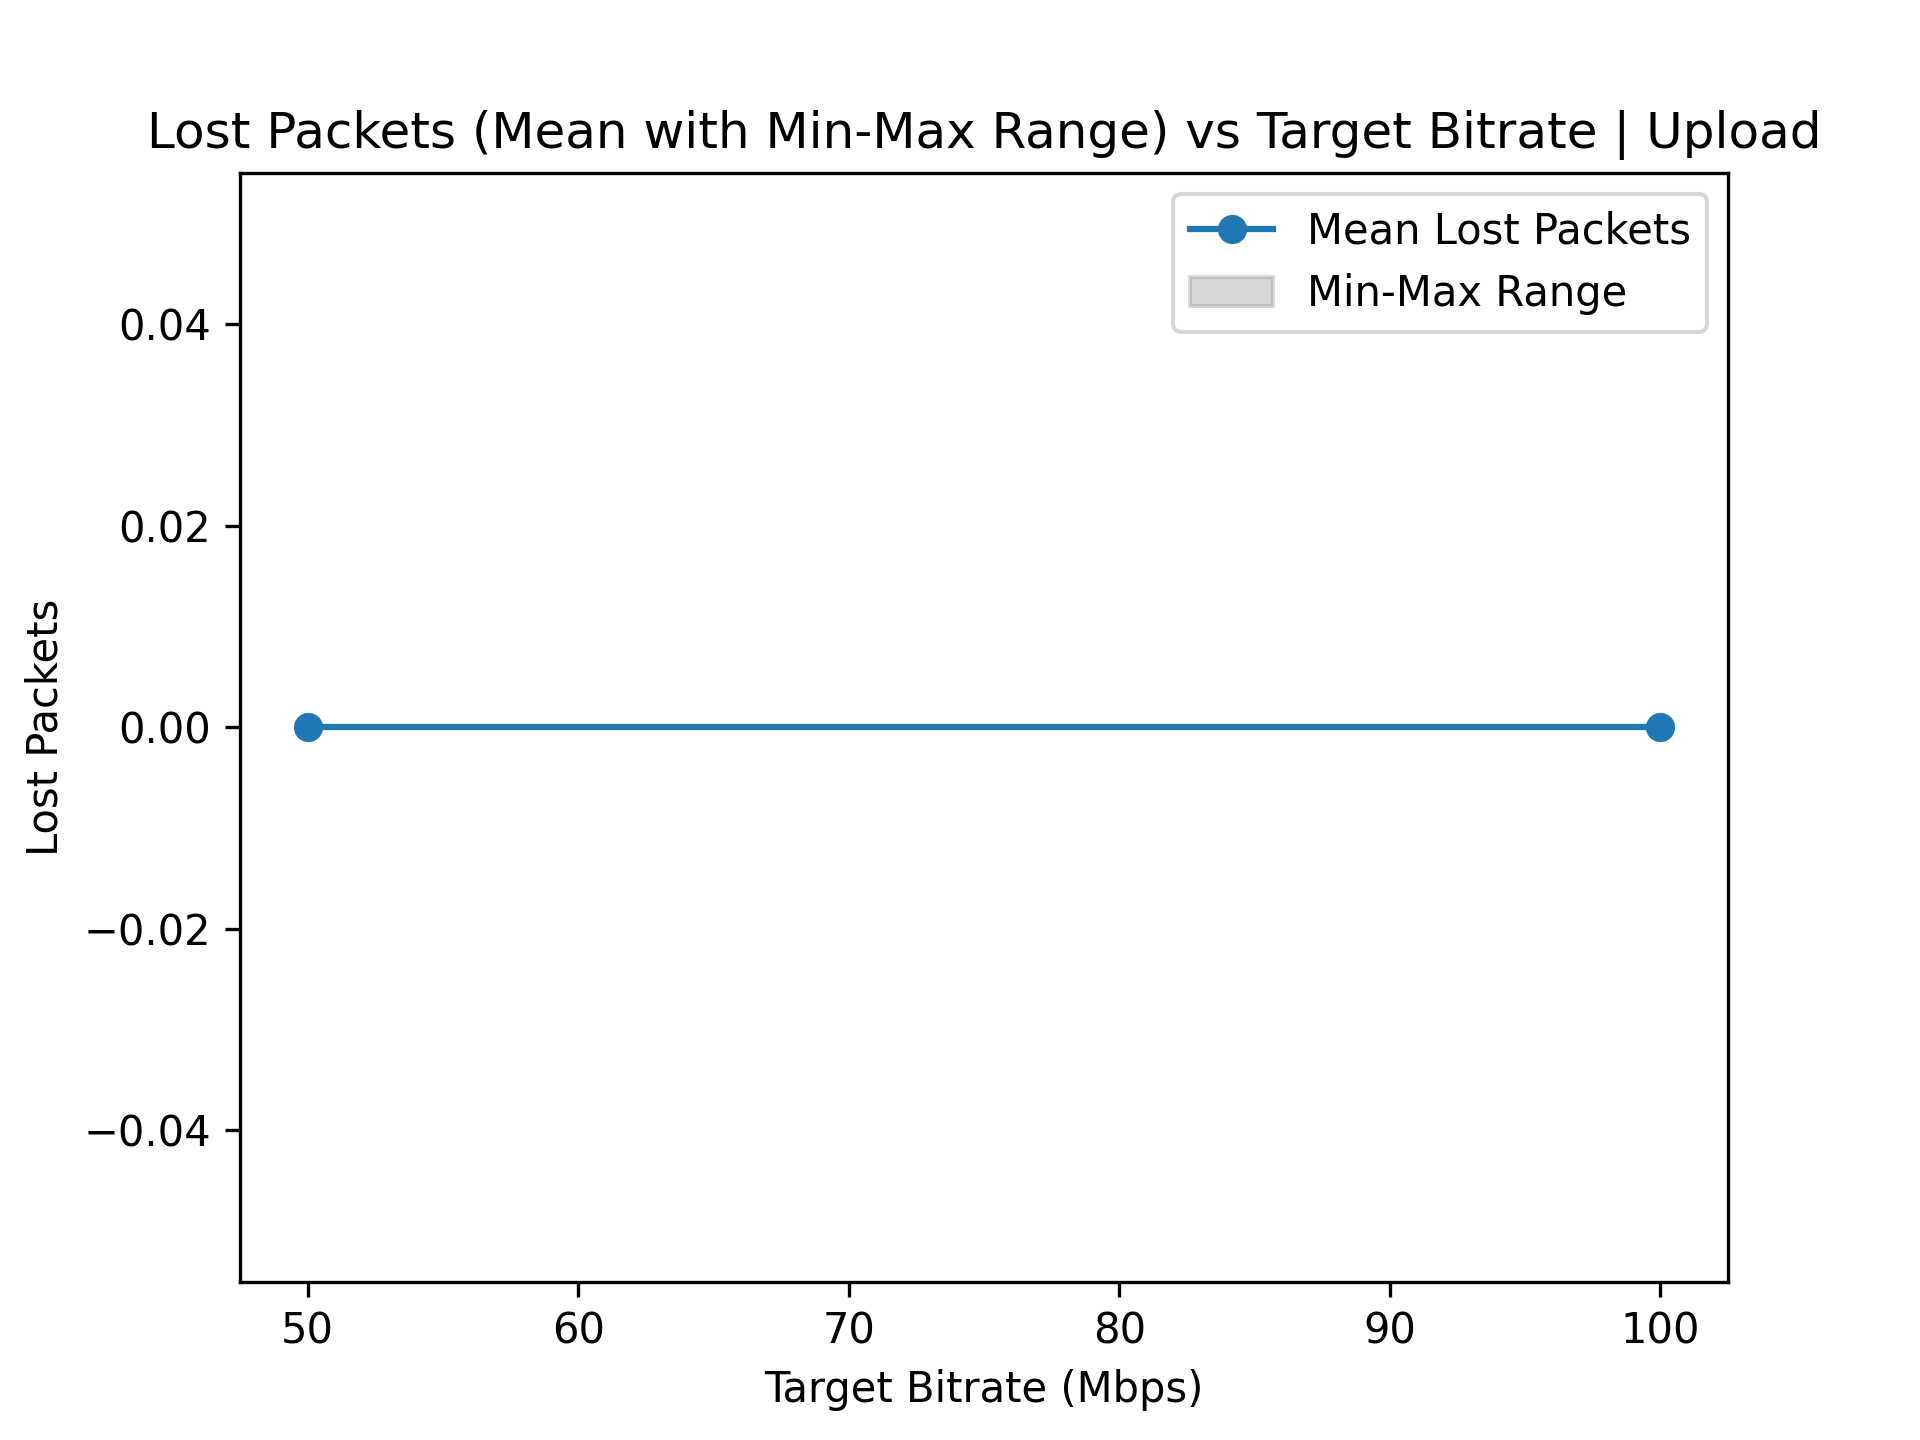 Lost Packets (Mean with Min-Max Range) vs Target Bitrate | Upload
Mean Lost Packets
Min-Max Range
0.04
0.02
0.00
−0.02
−0.04
Lost Packets
50 60 70 80 90 100
Target Bitrate (Mbps)